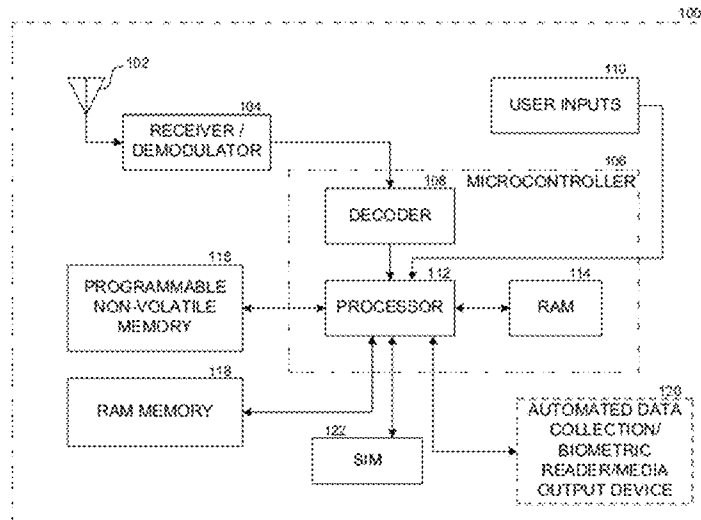 100
102
110
USER INPUTS
104
RECEIVER /
DEMODULATOR
106
MICROCONTROLLER
108
DECODER
116
PROGRAMMABLE
NON-VOLATILE
MEMORY
112
PROCESSOR
114
RAM
118
RAM MEMORY
122
SIM
120
AUTOMATED DATA
COLLECTION/
BIOMETRIC
READER/MEDIA
OUTPUT DEVICE